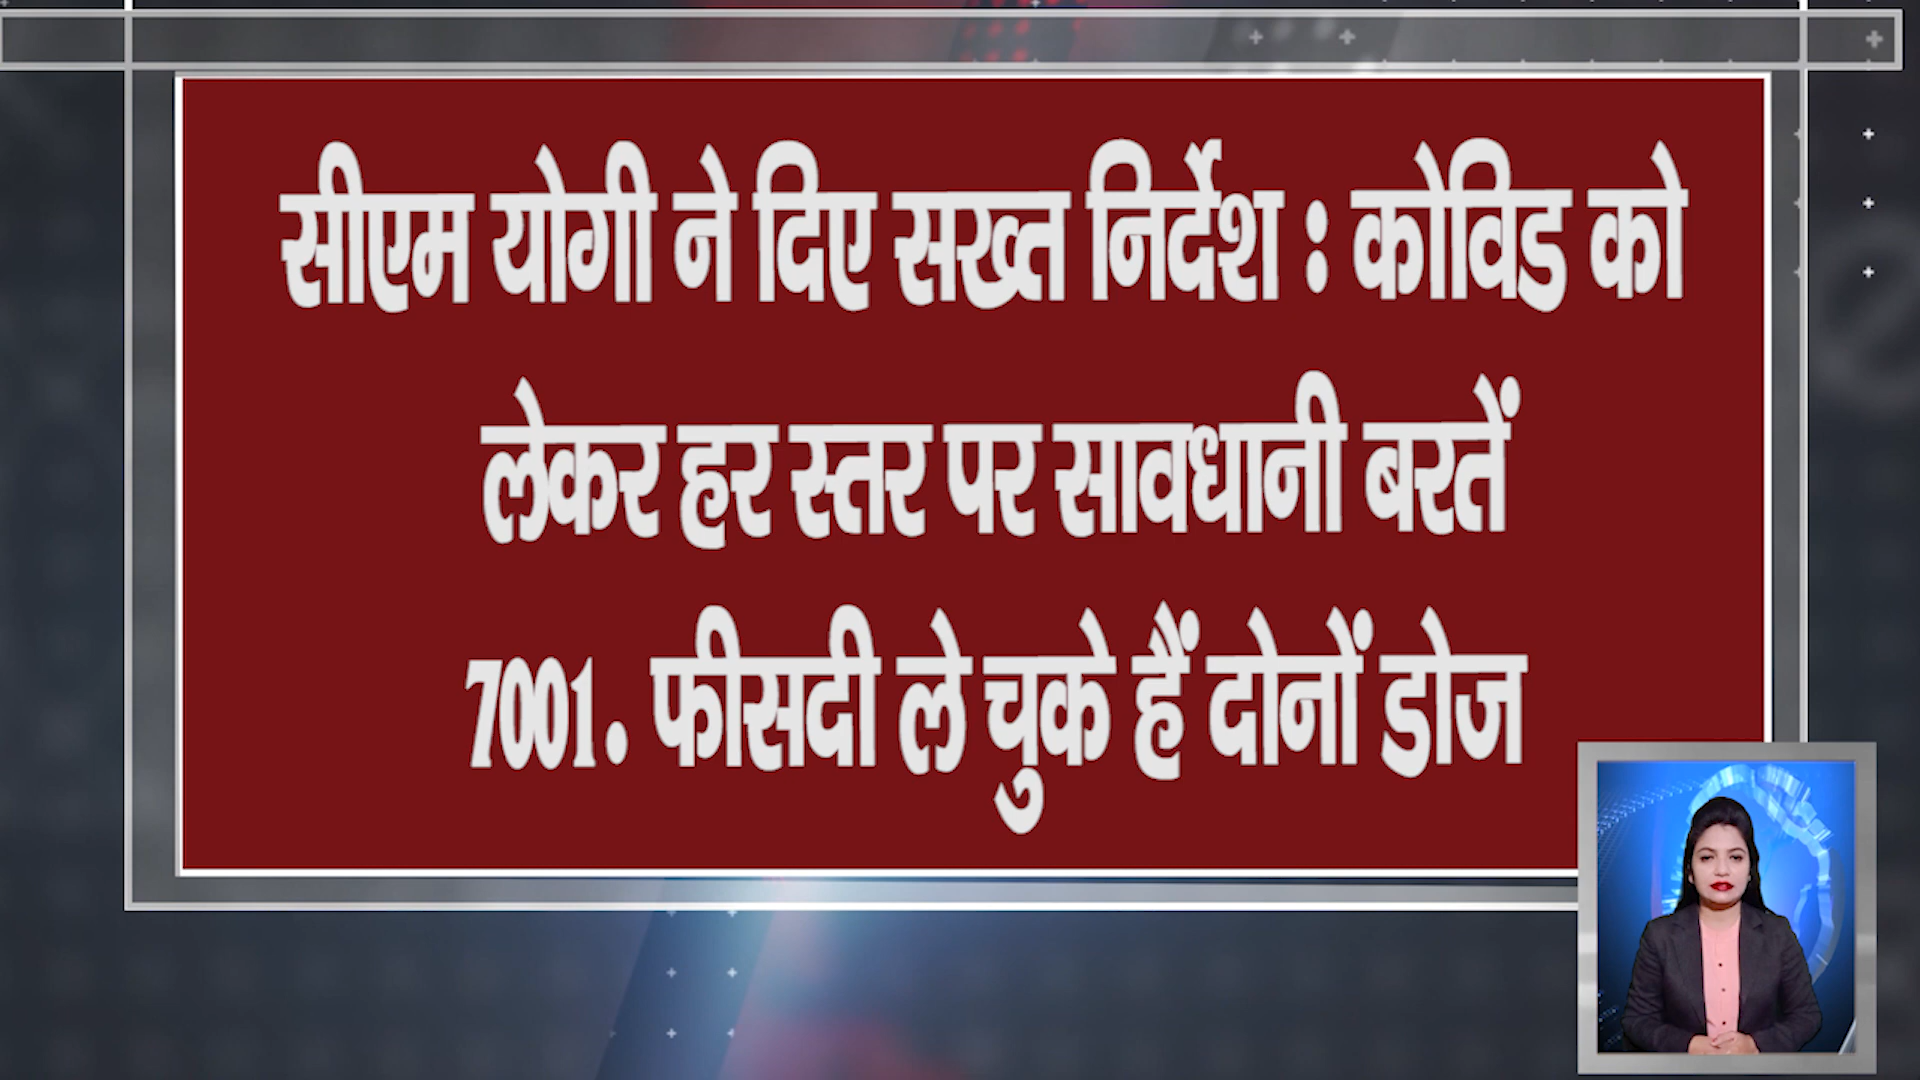 सीएम योगी ने दिए सख्त निर्देश : कोविड को
लेकर हर स्तर पर सावधानी बरतें
7001. फीसदी ले चुके हैं दोनों डोज